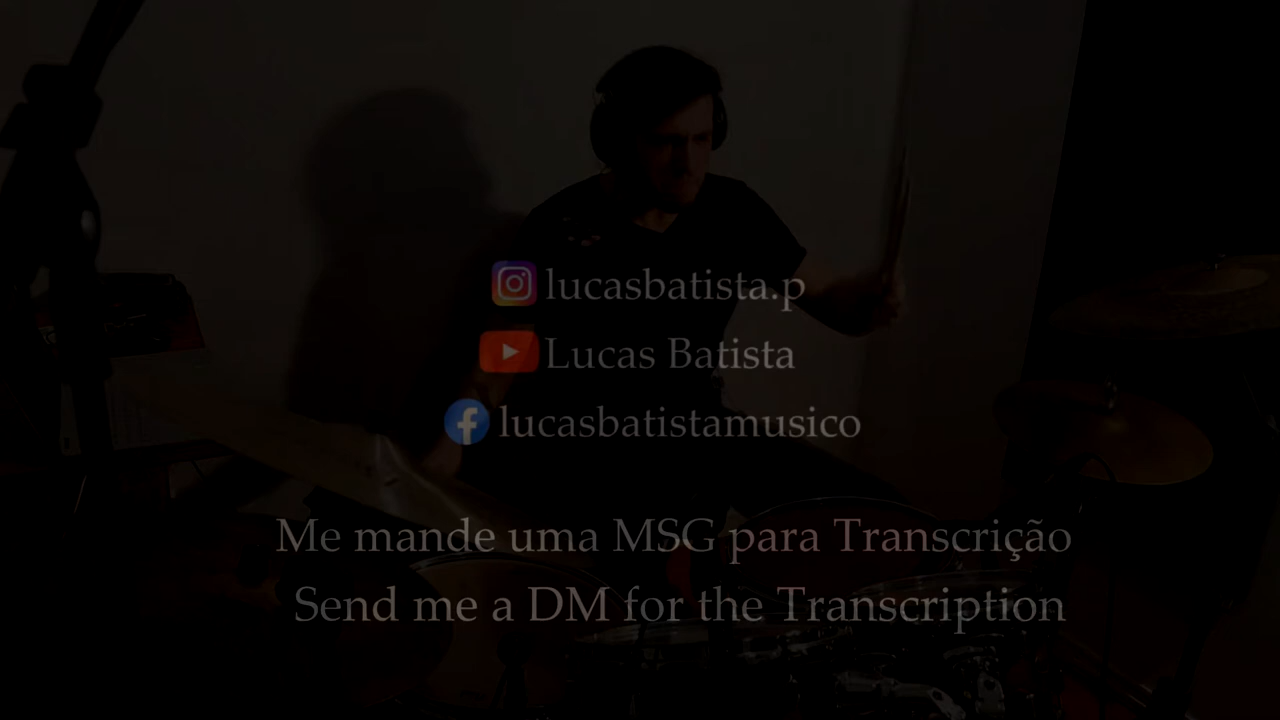 lucasbatista.p
Lucas Batista
lucasbatistamusico
Me mande uma MSG para Transcrição
Send me a DM for the Transcription